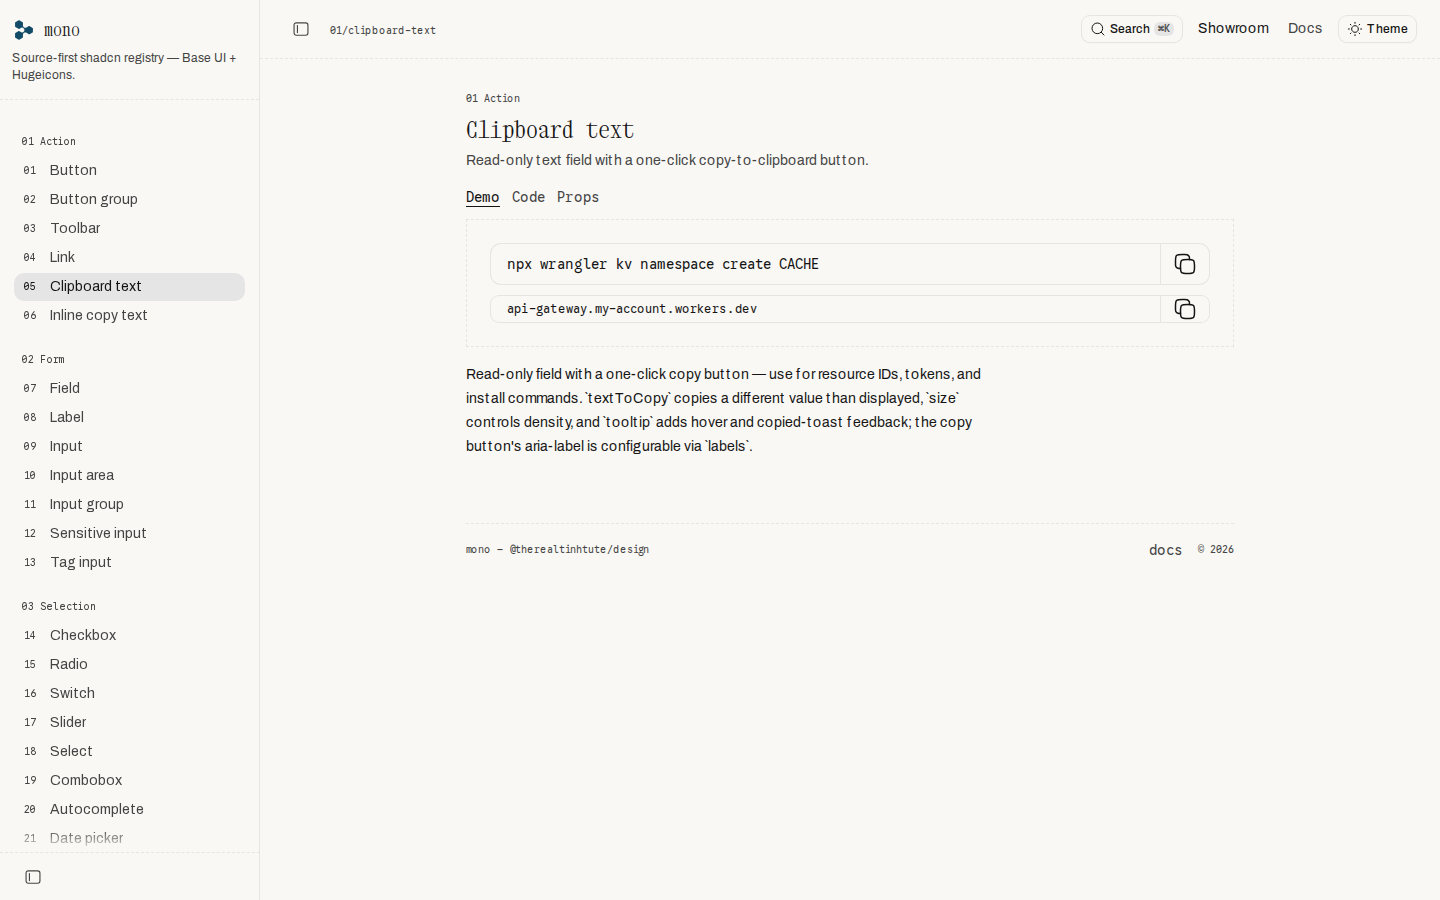 mono
Source-first shadcn registry — Base UI +
Hugeicons.
01 Action
01 Button
02 Button group
03 Toolbar
04 Link
05 Clipboard text
06 Inline copy text
02 Form
07 Field
08 Label
09 Input
10 Input area
11 Input group
12 Sensitive input
13 Tag input
03 Selection
14 Checkbox
15 Radio
16 Switch
17 Slider
18 Select
19 Combobox
20 Autocomplete
21 Date picker
01/clipboard-text
Search ⌘K
Showroom
Docs
Theme
01 Action
Clipboard text
Read-only text field with a one-click copy-to-clipboard button.
Demo Code Props
npx wrangler kv namespace create CACHE
api-gateway.my-account.workers.dev
Read-only field with a one-click copy button — use for resource IDs, tokens, and
install commands. `textToCopy` copies a different value than displayed, `size`
controls density, and `tooltip` adds hover and copied-toast feedback; the copy
button's aria-label is configurable via `labels`.
mono — @therealtinhtute/design
docs © 2026